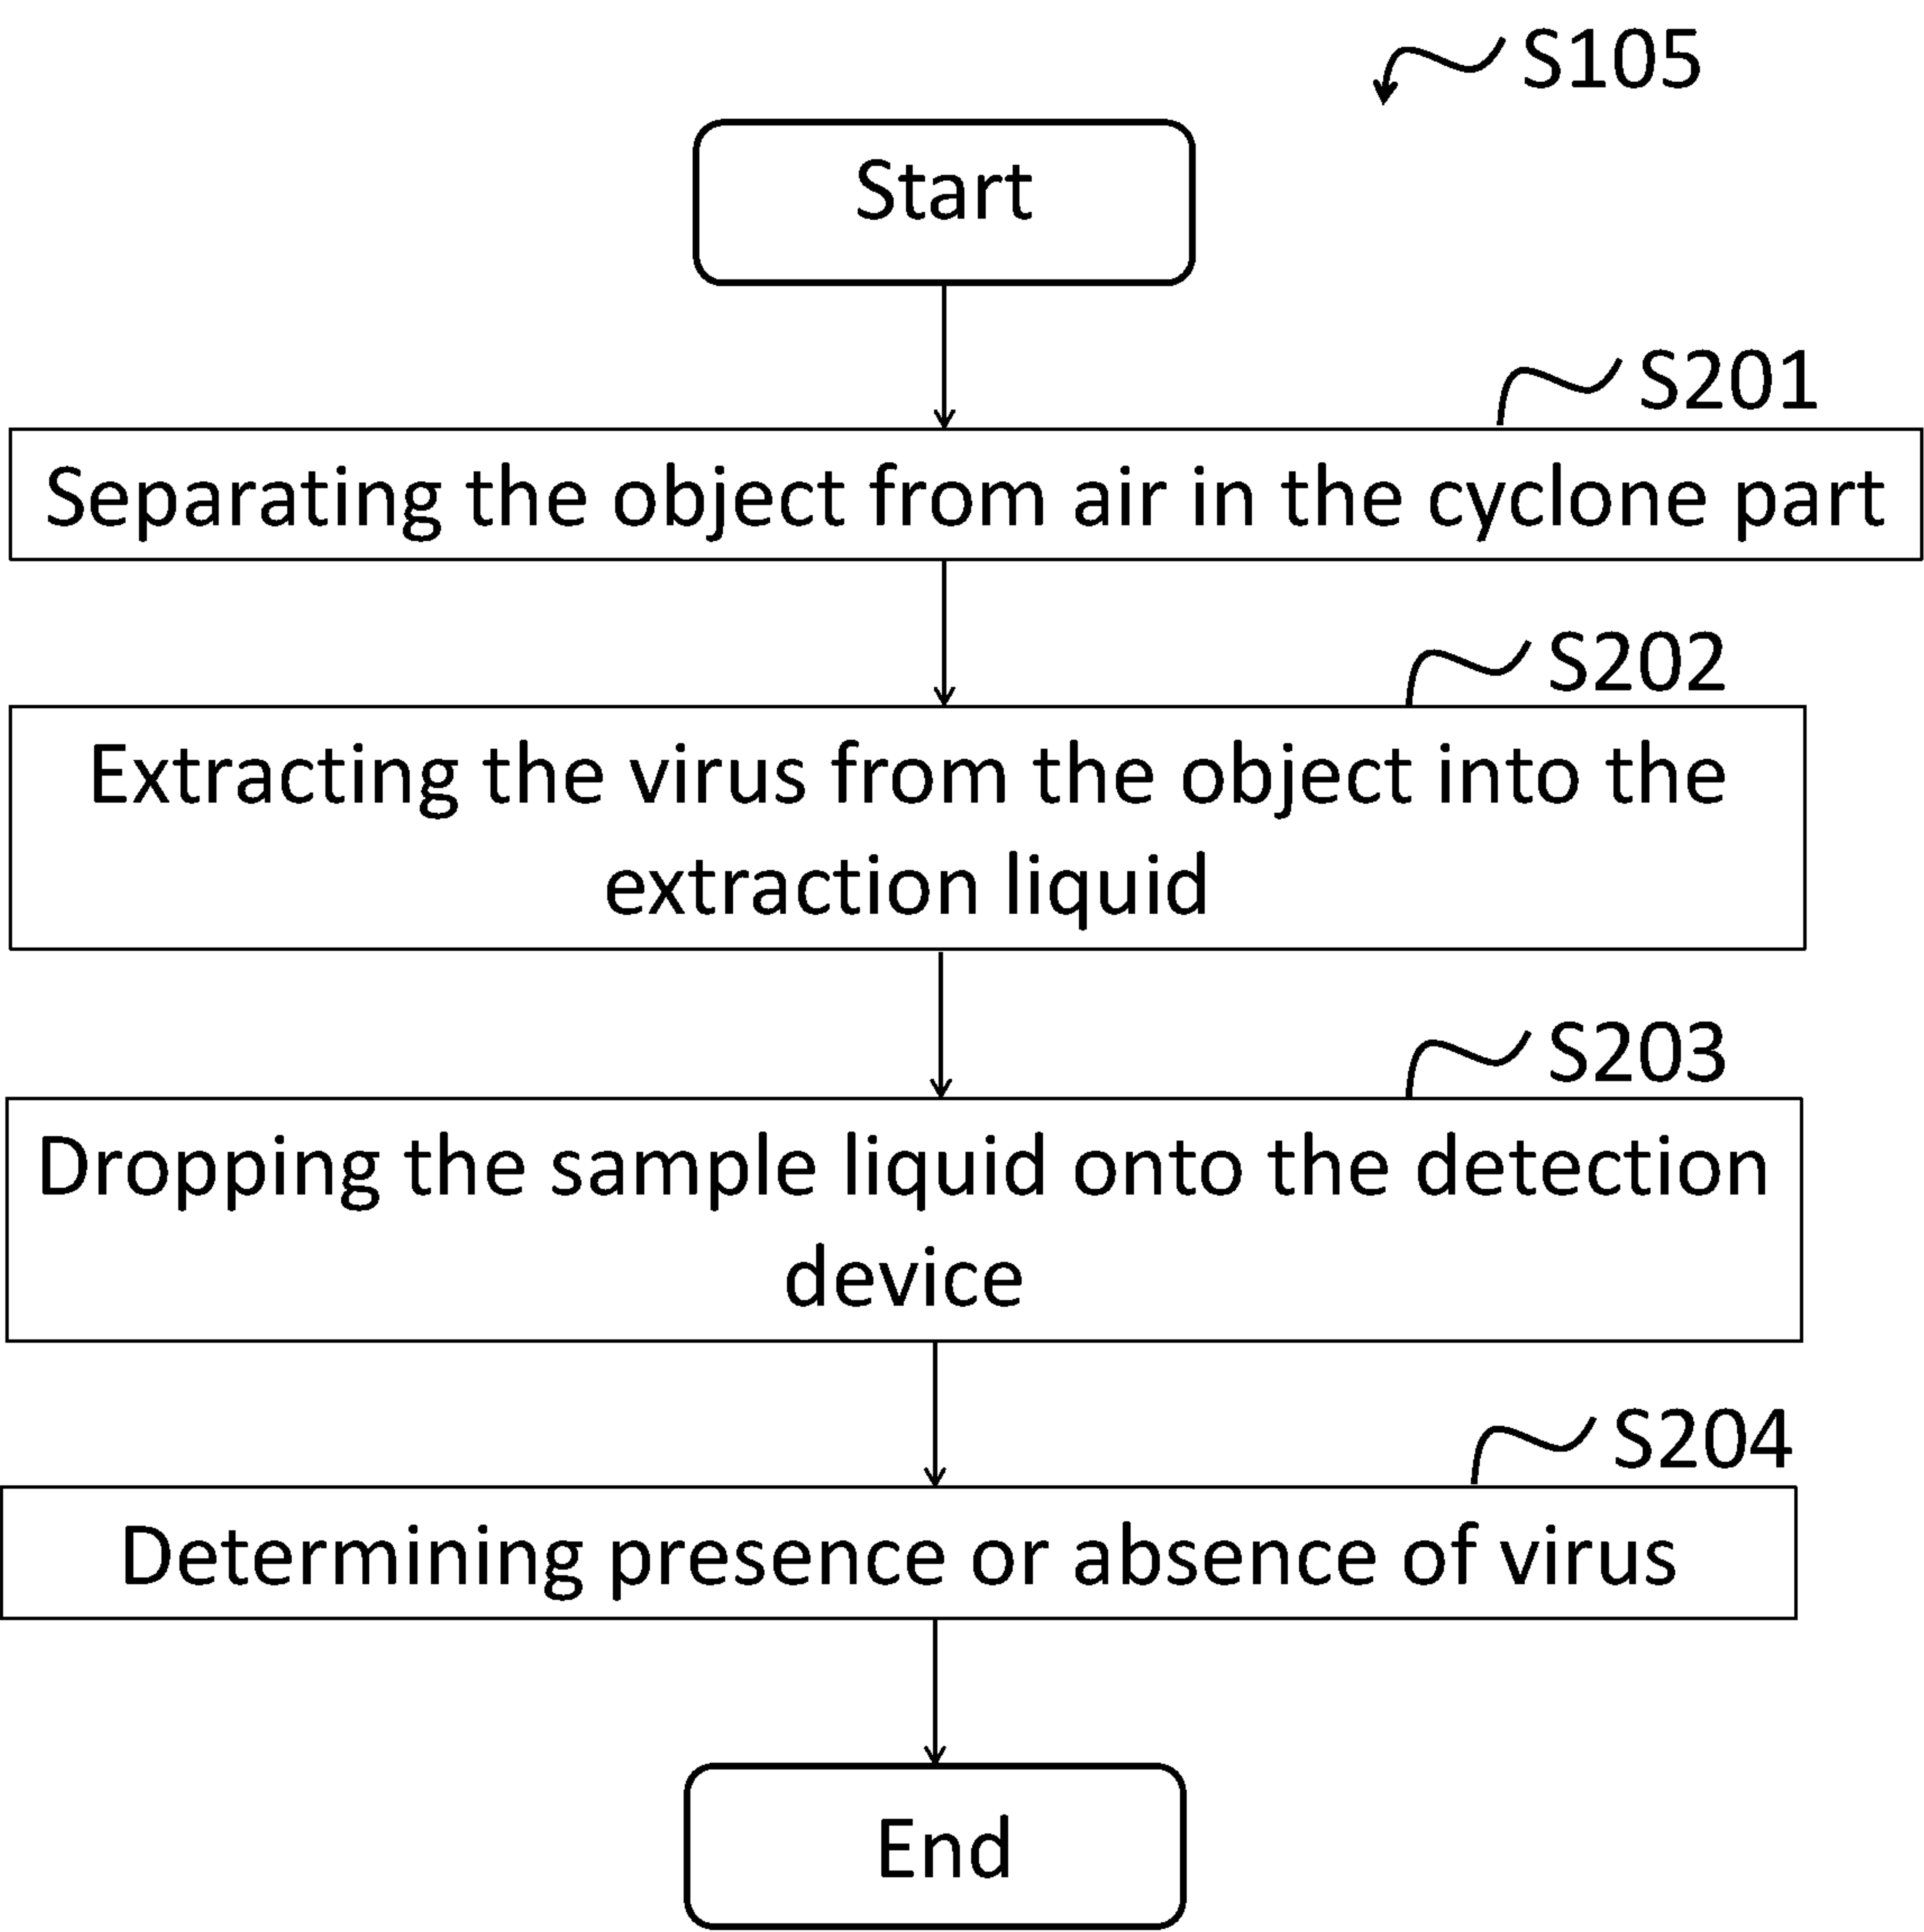 S105
Start
S201
Separating the object from air in the cyclone part
S202
Extracting the virus from the object into the
extraction liquid
S203
Dropping the sample liquid onto the detection
device
S204
Determining presence or absence of virus
End